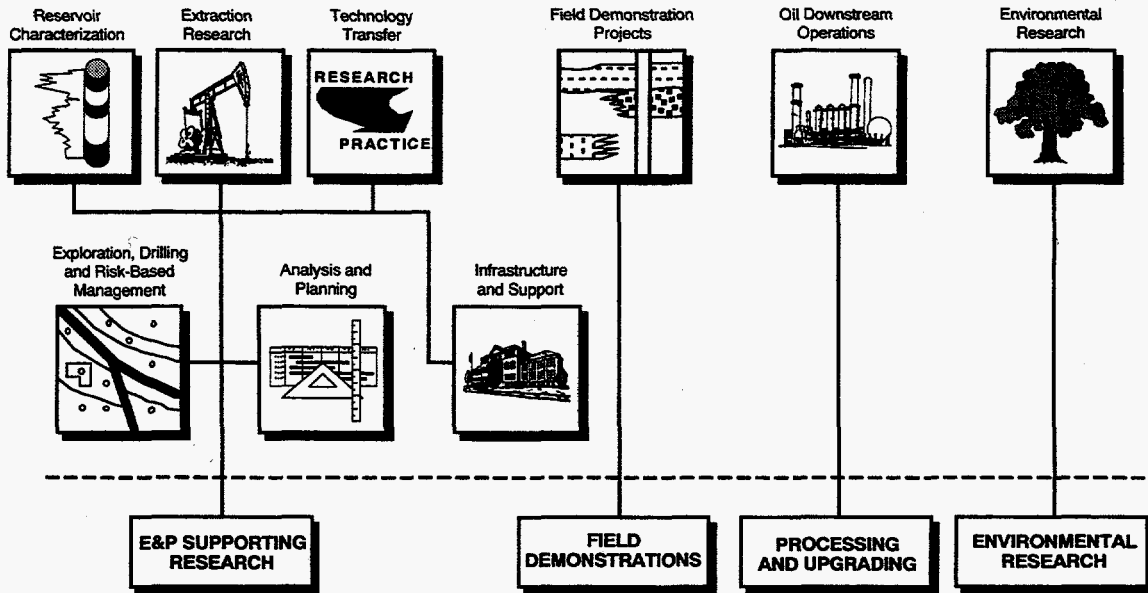 Reservoir
Characterization
Extraction
Research
Technology
Transfer
Field Demonstration
Projects
Oil Downstream
Operations
Environmental
Research
RESEARCH
PRACTICE
Exploration, Drilling
and Risk-Based
Management
Analysis and
Planning
Infrastructure
and Support
E&P SUPPORTING
RESEARCH
FIELD
DEMONSTRATIONS
PROCESSING
AND UPGRADING
ENVIRONMENTAL
RESEARCH